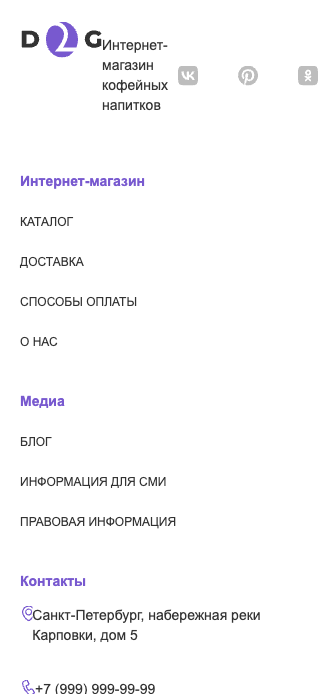 D2G
Интернет-
магазин
кофейных
напитков
Интернет-магазин
КАТАЛОГ
ДОСТАВКА
СПОСОБЫ ОПЛАТЫ
О НАС
Медиа
БЛОГ
ИНФОРМАЦИЯ ДЛЯ СМИ
ПРАВОВАЯ ИНФОРМАЦИЯ
Контакты
Санкт-Петербург, набережная реки
Карповки, дом 5
+7 (999) 999-99-99